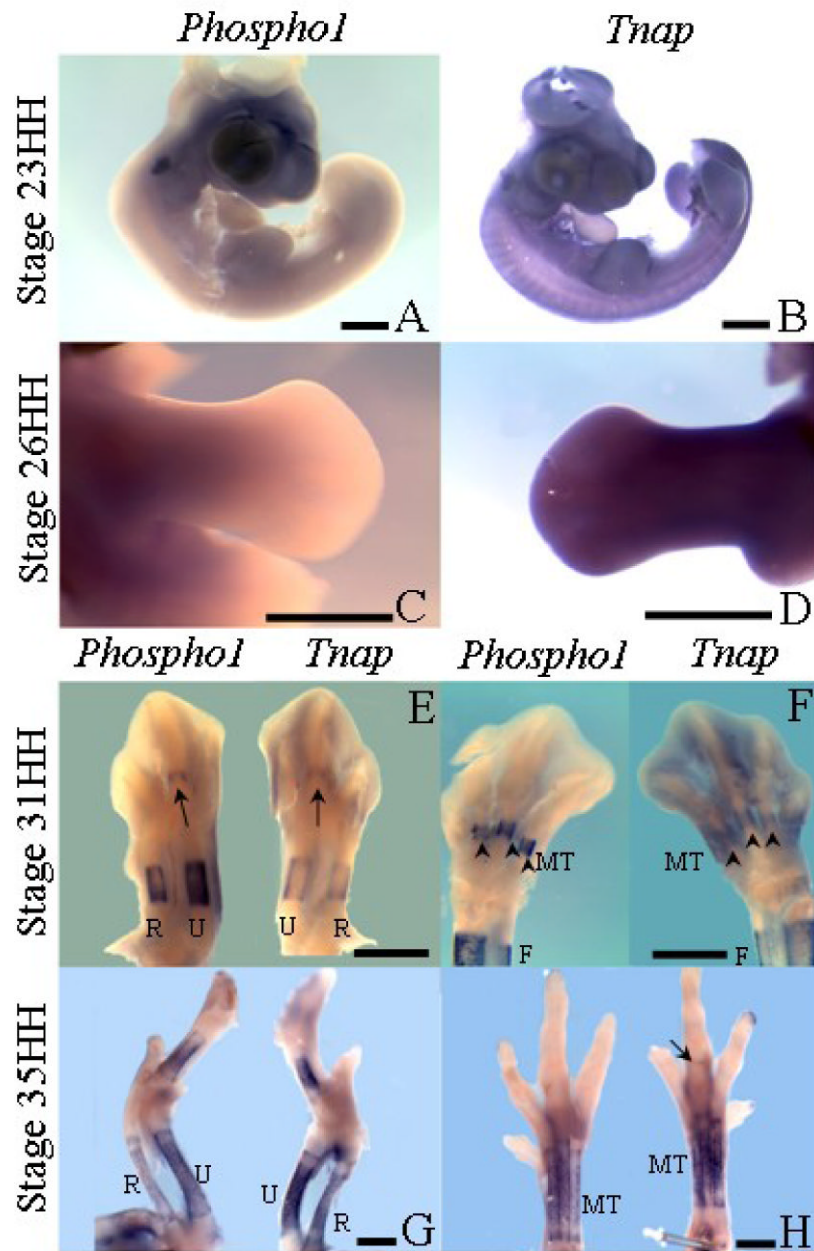 Phospho1 Tnap
Stage 23HH
A B
Stage 26HH
C D
Phospho1 Tnap Phospho1 Tnap
Stage 31HH
E F
MT MT
R U U R F F
Stage 35HH
R U U R MT MT
G H